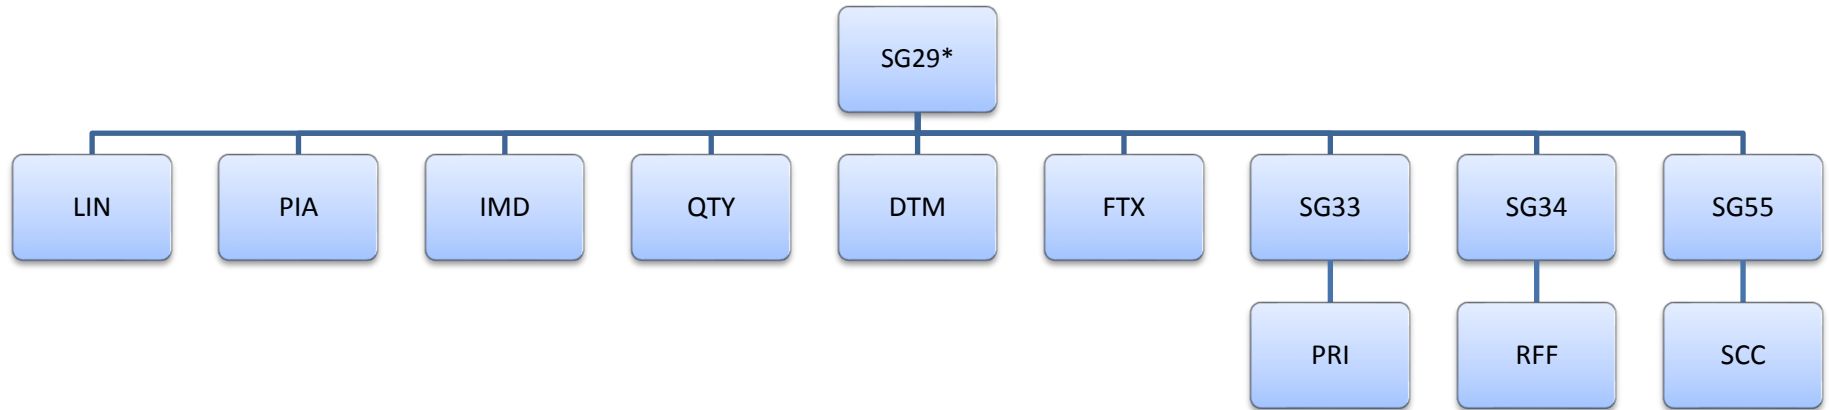 SG29*
LIN PIA IMD QTY DTM FTX SG33 SG34 SG55
PRI RFF SCC